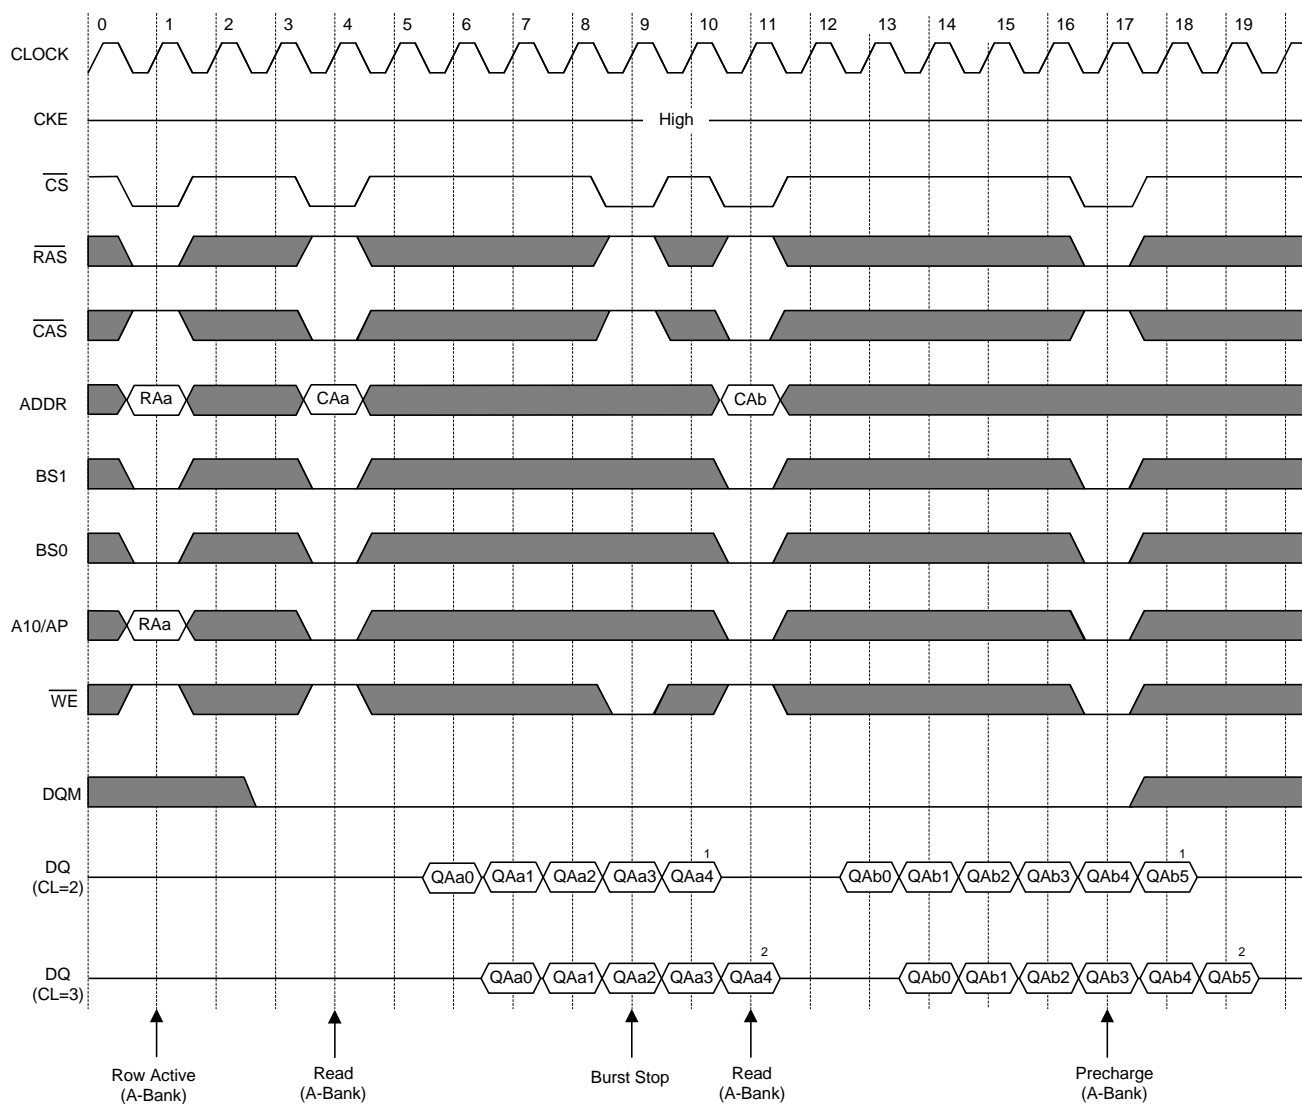 0 1 2 3 4 5 6 7 8 9 10 11 12 13 14 15 16 17 18 19
CLOCK
CKE High
CS
RAS
CAS
ADDR RAa CAa CAb
BS1
BS0
A10/AP RAa
WE
DQM
1 1
DQ
(CL=2)
QAa0 QAa1 QAa2 QAa3 QAa4 QAb0 QAb1 QAb2 QAb3 QAb4 QAb5
2 2
DQ
(CL=3)
QAa0 QAa1 QAa2 QAa3 QAa4 QAb0 QAb1 QAb2 QAb3 QAb4 QAb5
Row Active
(A-Bank)
Read
(A-Bank)
Burst Stop
Read
(A-Bank)
Precharge
(A-Bank)